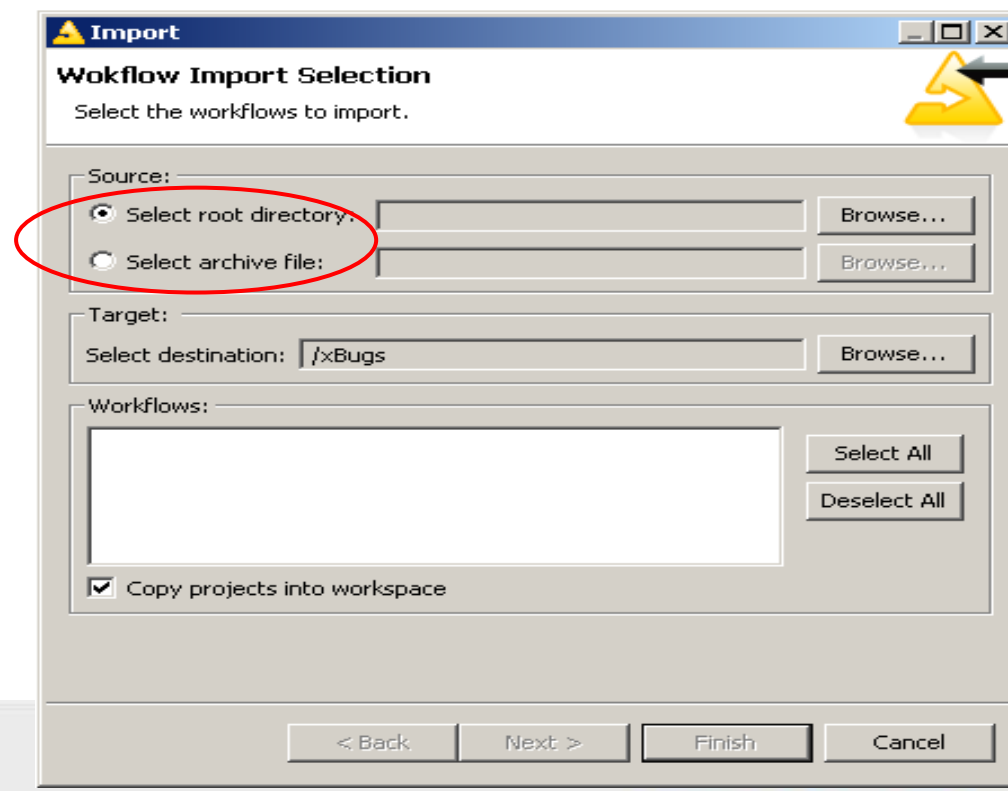 Import
Wokflow Import Selection
Select the workflows to import.
Source:
Select root directory: Browse...
Select archive file: Browse...
Target:
Select destination: /xBugs Browse...
Workflows:
Select All
Deselect All
Copy projects into workspace
< Back Next > Finish Cancel